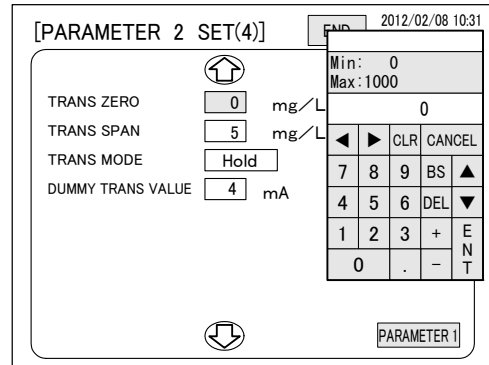 [PARAMETER 2 SET(4)]
END
2012/02/08 10:31
Min: 0
Max:1000
0
TRANS ZERO 0 mg/L
TRANS SPAN 5 mg/L
TRANS MODE Hold
DUMMY TRANS VALUE 4 mA
◀ ▶ CLR CANCEL
7 8 9 BS ▲
4 5 6 DEL ▼
1 2 3 + ENT
0 . −
PARAMETER 1